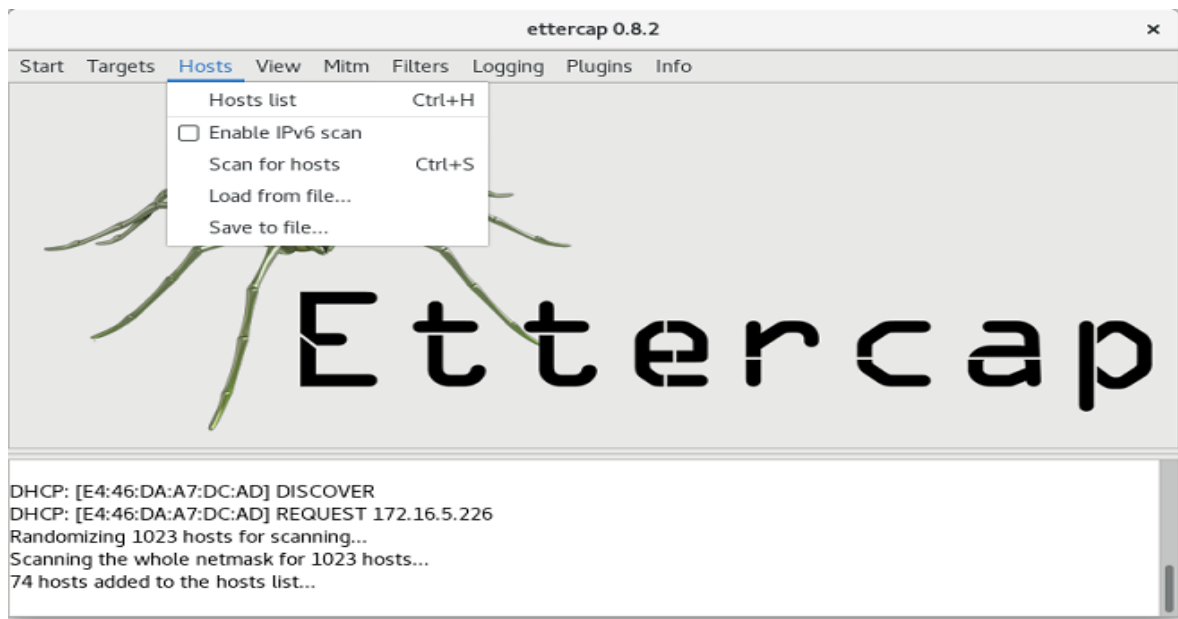 ettercap 0.8.2 ×
Start Targets Hosts View Mitm Filters Logging Plugins Info
Hosts list Ctrl+H
Enable IPv6 scan
Scan for hosts Ctrl+S
Load from file...
Save to file...
Ettercap
DHCP: [E4:46:DA:A7:DC:AD] DISCOVER
DHCP: [E4:46:DA:A7:DC:AD] REQUEST 172.16.5.226
Randomizing 1023 hosts for scanning...
Scanning the whole netmask for 1023 hosts...
74 hosts added to the hosts list...